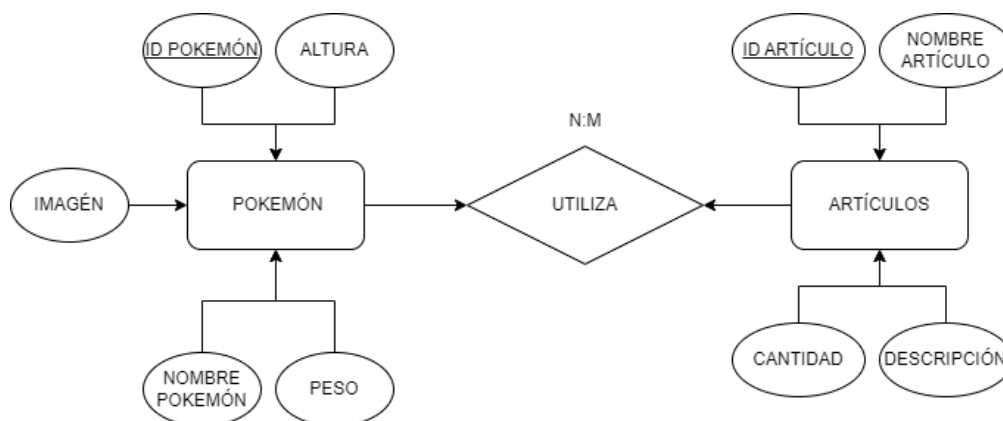 ID POKEMÓN
ALTURA
ID ARTÍCULO
NOMBRE
ARTÍCULO
N:M
IMAGÉN
POKEMÓN
UTILIZA
ARTÍCULOS
NOMBRE
POKEMÓN
PESO
CANTIDAD
DESCRIPCIÓN